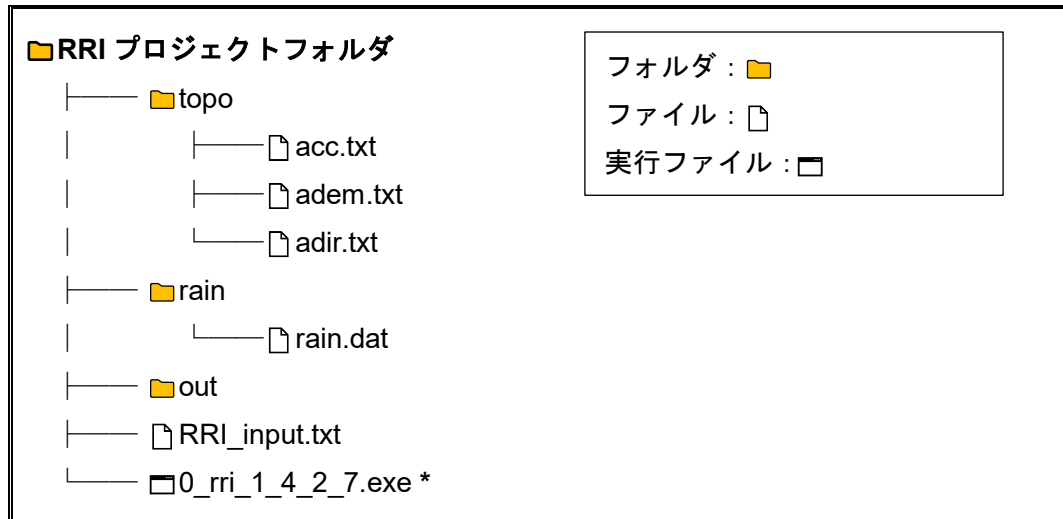 RRI プロジェクトフォルダ
topo
acc.txt
adem.txt
adir.txt
rain
rain.dat
out
RRI_input.txt
0_rri_1_4_2_7.exe *
フォルダ：
ファイル：
実行ファイル：